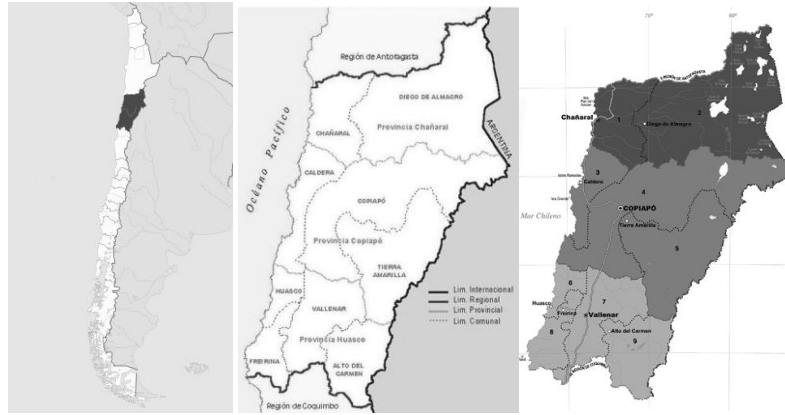 Región de Antofagasta
DIEGO DE ALMAGRO
Océano Pacífico
CHAÑARAL
Provincia Chañaral
ARGENTINA
CALDERA
COPIAPÓ
Provincia Copiapó
TIERRA
AMARILLA
HUASCO
VALLENAR
Provincia Huasco
FREIRINA
ALTO DEL
CARMEN
Región de Coquimbo
Lim. Internacional
Lim. Regional
Lim. Provincial
Lim. Comunal
70°
Chañaral
1
2
Diego de Almagro
3
4
Caldera
COPIAPÓ
Mar Chileno
Tierra Amarilla
5
6
7
Huasco
Freirina
Vallenar
8
Alto del Carmen
9